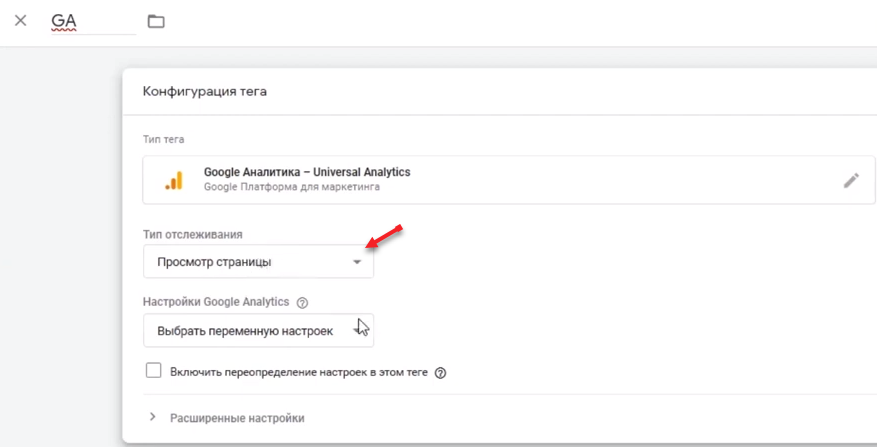 GA
Конфигурация тега
Тип тега
Google Аналитика – Universal Analytics
Google Платформа для маркетинга
Тип отслеживания
Просмотр страницы
Настройки Google Analytics
Выбрать переменную настроек
Включить переопределение настроек в этом теге
Расширенные настройки